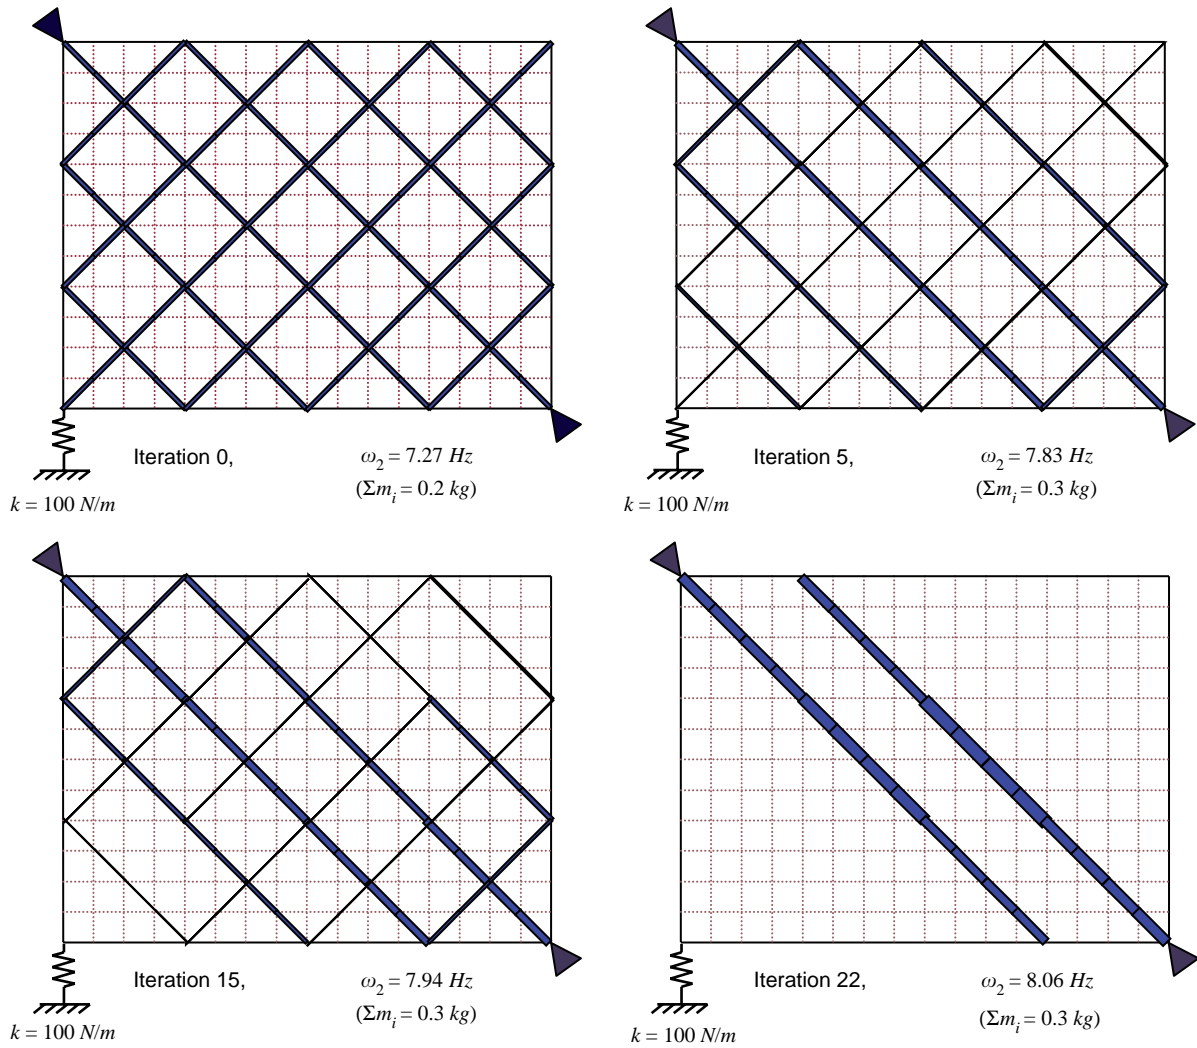 Iteration 0, ω2 = 7.27 Hz
(Σmi = 0.2 kg)
k = 100 N/m
Iteration 5, ω2 = 7.83 Hz
(Σmi = 0.3 kg)
k = 100 N/m
Iteration 15, ω2 = 7.94 Hz
(Σmi = 0.3 kg)
k = 100 N/m
Iteration 22, ω2 = 8.06 Hz
(Σmi = 0.3 kg)
k = 100 N/m